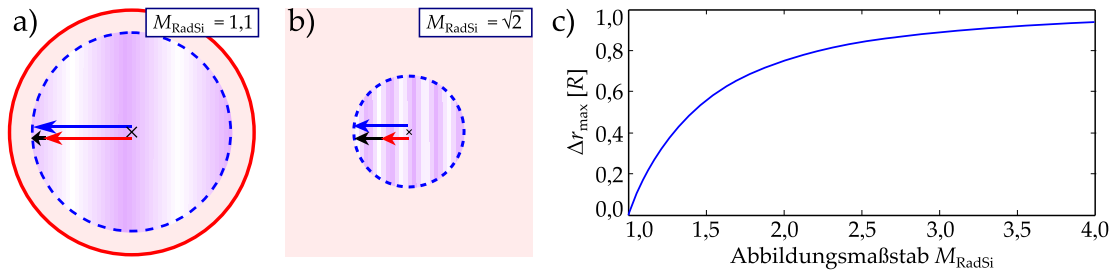 a)
M_RadSi = 1,1
b)
M_RadSi = √2
c)
Δr_max [R]
1,0
0,8
0,6
0,4
0,2
0,0
1,0 1,5 2,0 2,5 3,0 3,5 4,0
Abbildungsmaßstab M_RadSi